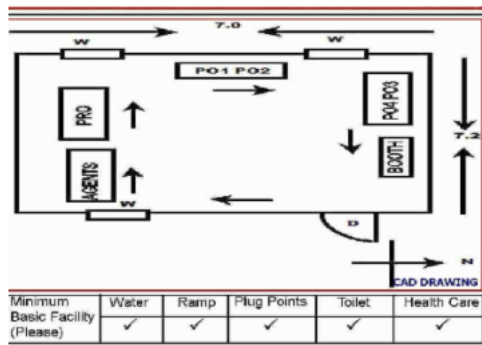 7.0
W W
PO1 PO2
PRO
PO4 PO3
7.2
AGENTS
BOOTH
W
D
N
CAD DRAWING
Minimum Basic Facility (Please) Water Ramp Plug Points Toilet Health Care
✓ ✓ ✓ ✓ ✓